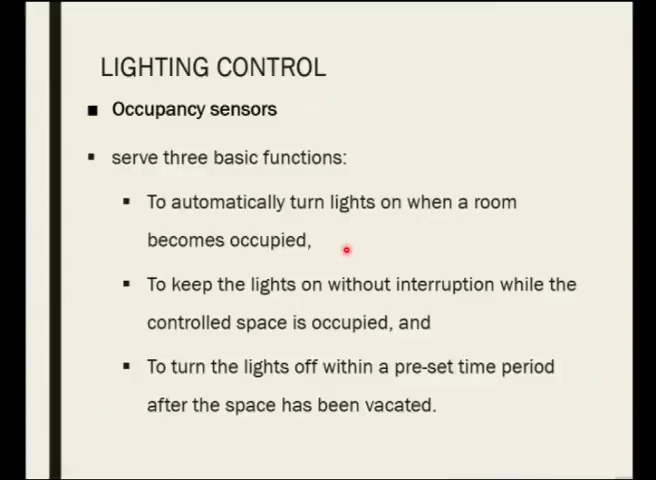 LIGHTING CONTROL
Occupancy sensors
serve three basic functions:
To automatically turn lights on when a room
becomes occupied,
To keep the lights on without interruption while the
controlled space is occupied, and
To turn the lights off within a pre-set time period
after the space has been vacated.